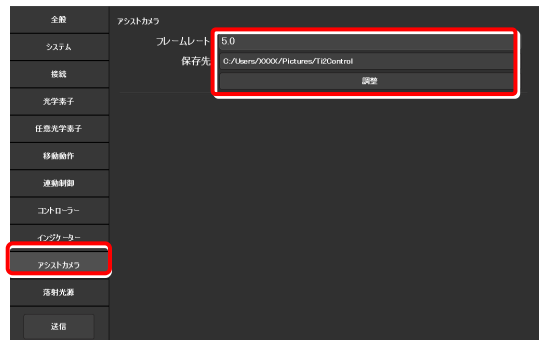 全般
システム
接続
光学素子
任意光学素子
移動動作
連動制御
コントローラー
インジケーター
アシストカメラ
落射光源
送信
アシストカメラ
フレームレート 5.0
保存先 C:/Users/XXXX/Pictures/Ti2Control
調整